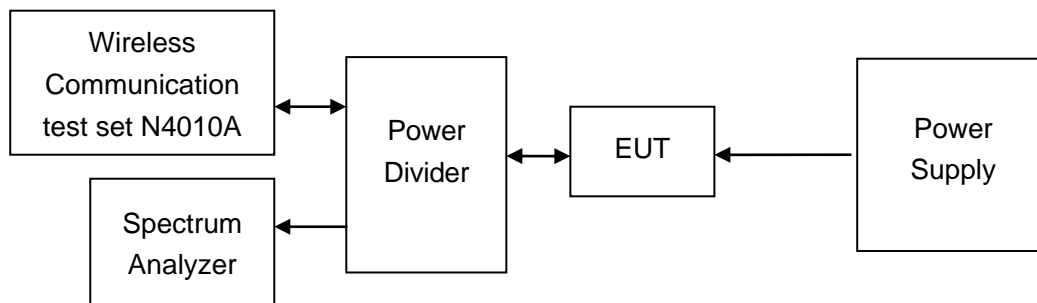 Wireless
Communication
test set N4010A
Spectrum
Analyzer
Power
Divider
EUT
Power
Supply